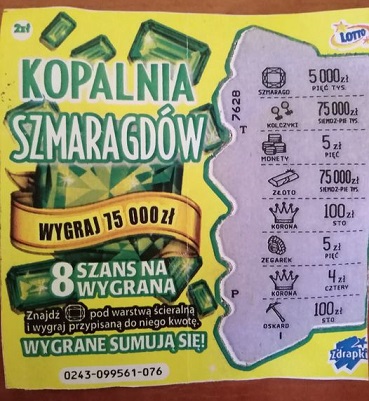 2zł
LOTTO
KOPALNIA
SZMARAGDÓW
WYGRAJ 75 000 zł
8 SZANS NA
WYGRANĄ
Znajdź pod warstwą ścieralną
i wygraj przypisaną do niego kwotę.
WYGRANE SUMUJĄ SIĘ!
0243-099561-076
7628
T
P
SZMARAGD
5 000 zł
PIĘĆ TYS.
KOLCZYKI
75 000 zł
SIEMDZ-PIĘ TYS.
MONETY
5 zł
PIĘĆ
ZŁOTO
75 000 zł
SIEMDZ-PIĘ TYS.
KORONA
100 zł
STO
ZEGAREK
5 zł
PIĘĆ
KORONA
4 zł
CZTERY
OSKARD
100 zł
STO
I
Zdrapki